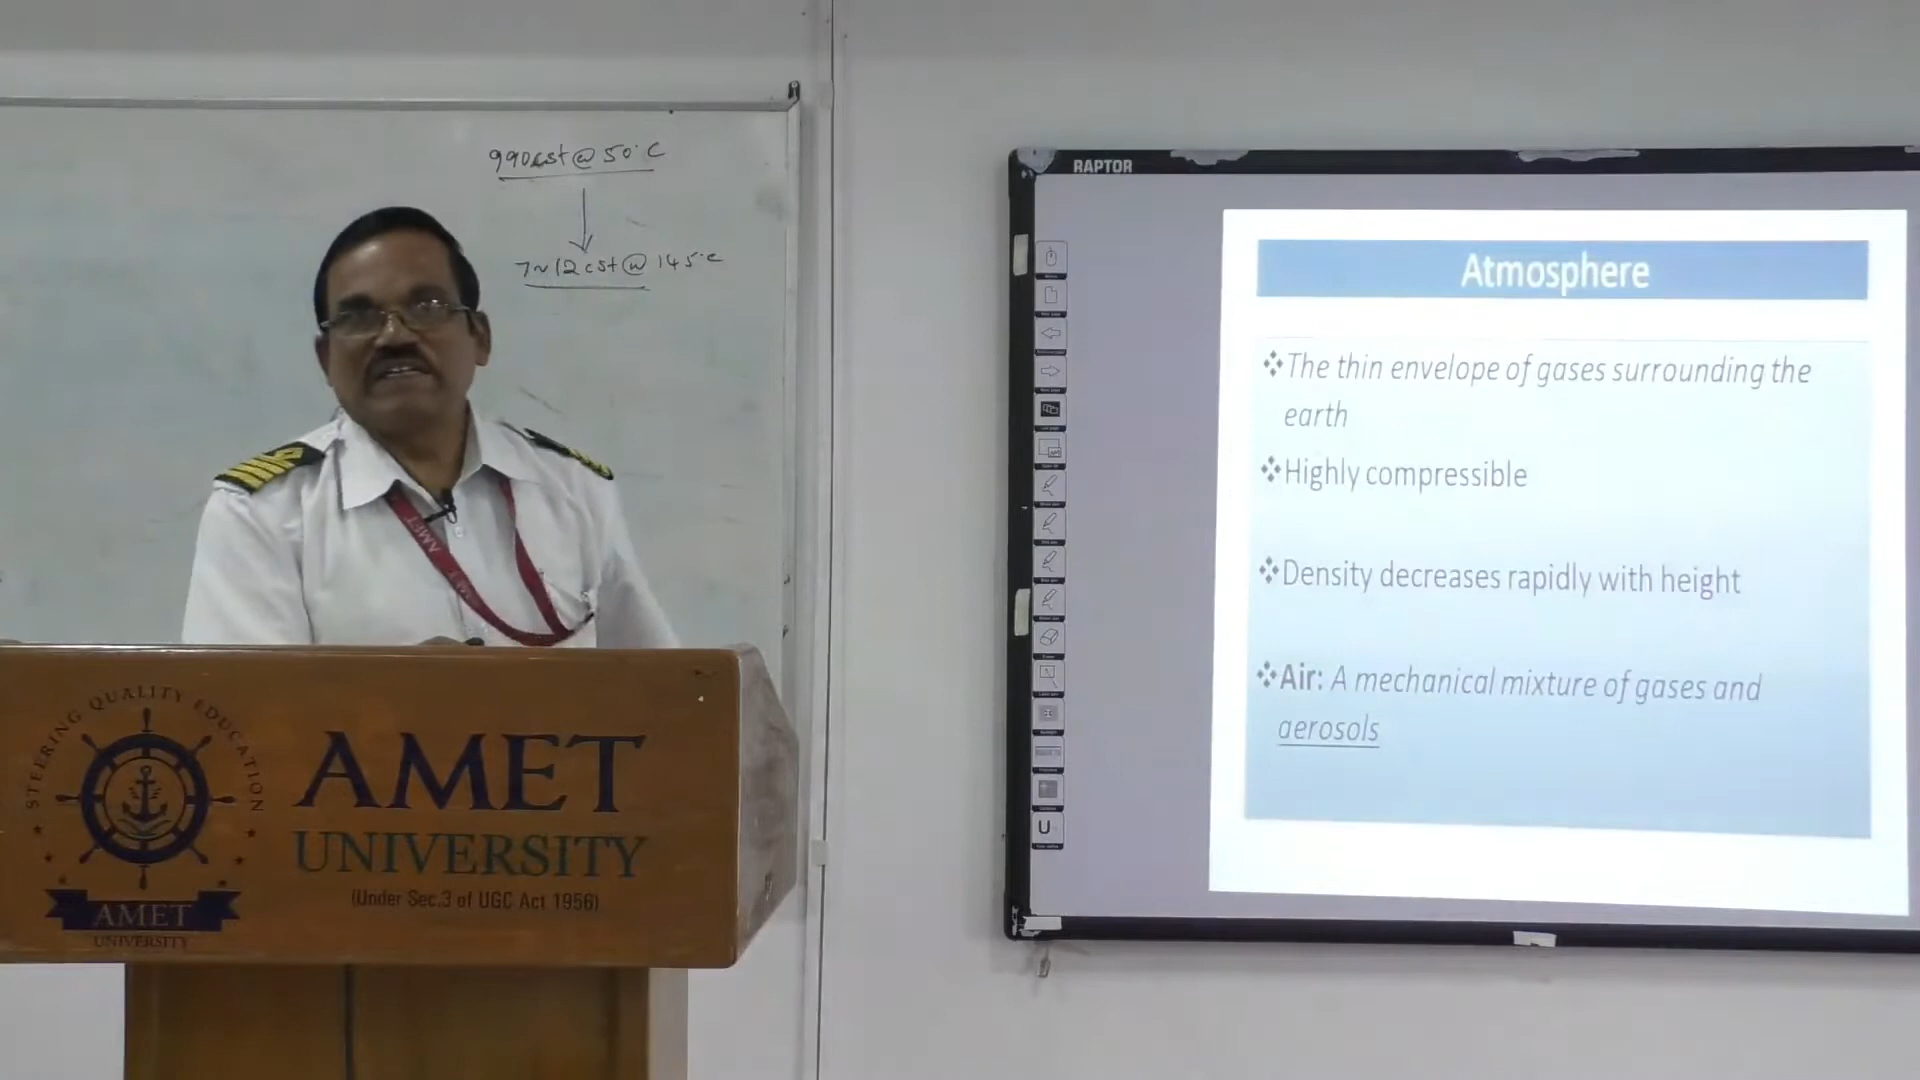 990cst@50°C
7~12cst@145°c
RAPTOR
Atmosphere
❖The thin envelope of gases surrounding the
earth
❖Highly compressible
❖Density decreases rapidly with height
❖Air: A mechanical mixture of gases and
aerosols
U
AMET
STEERING QUALITY EDUCATION
AMET
UNIVERSITY
AMET
UNIVERSITY
(Under Sec.3 of UGC Act 1956)